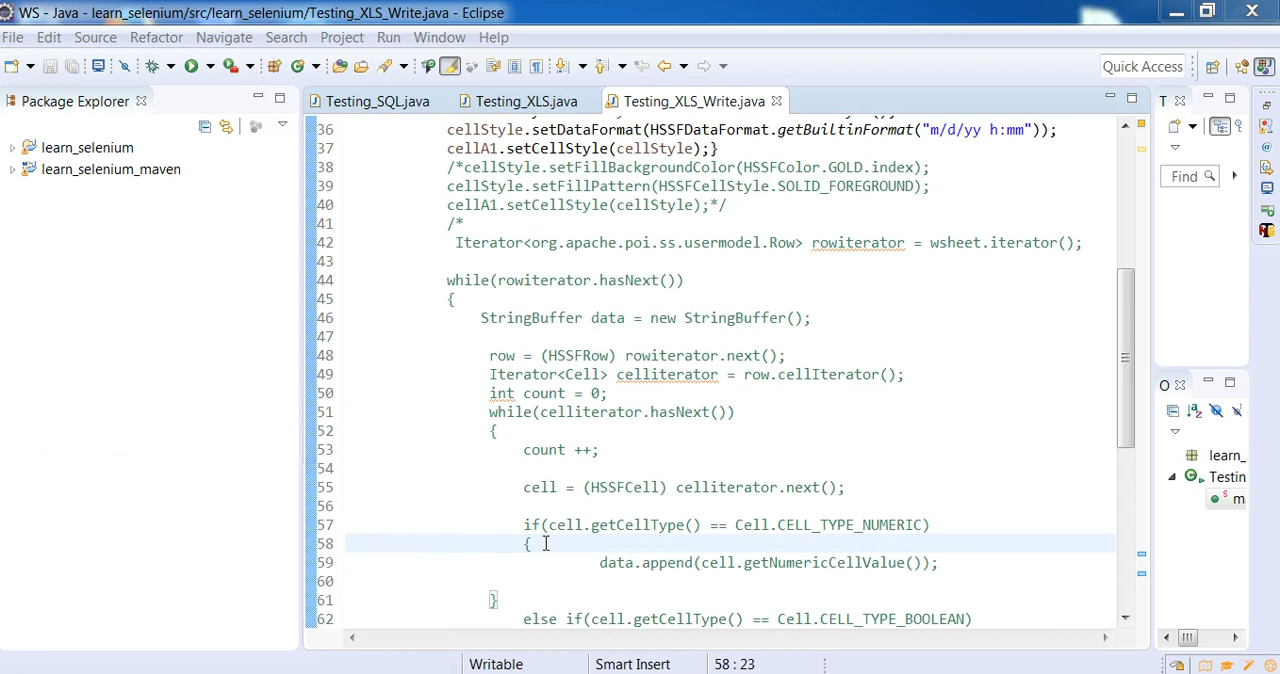 WS - Java - learn_selenium/src/learn_selenium/Testing_XLS_Write.java - Eclipse
File Edit Source Refactor Navigate Search Project Run Window Help
Quick Access
Package Explorer
learn_selenium
learn_selenium_maven
Testing_SQL.java Testing_XLS.java Testing_XLS_Write.java
36 cellStyle.setDataFormat(HSSFDataFormat.getBuiltinFormat("m/d/yy h:mm"));
37 cellA1.setCellStyle(cellStyle);}
38 /*cellStyle.setFillBackgroundColor(HSSFColor.GOLD.index);
39 cellStyle.setFillPattern(HSSFCellStyle.SOLID_FOREGROUND);
40 cellA1.setCellStyle(cellStyle);*/
41 /*
42 Iterator<org.apache.poi.ss.usermodel.Row> rowiterator = wsheet.iterator();
43
44 while(rowiterator.hasNext())
45 {
46 StringBuffer data = new StringBuffer();
47
48 row = (HSSFRow) rowiterator.next();
49 Iterator<Cell> celliterator = row.cellIterator();
50 int count = 0;
51 while(celliterator.hasNext())
52 {
53 count ++;
54
55 cell = (HSSFCell) celliterator.next();
56
57 if(cell.getCellType() == Cell.CELL_TYPE_NUMERIC)
58 {
59 data.append(cell.getNumericCellValue());
60
61 }
62 else if(cell.getCellType() == Cell.CELL_TYPE_BOOLEAN)
T
Find
O
learn_
Testin
m
Writable Smart Insert 58 : 23